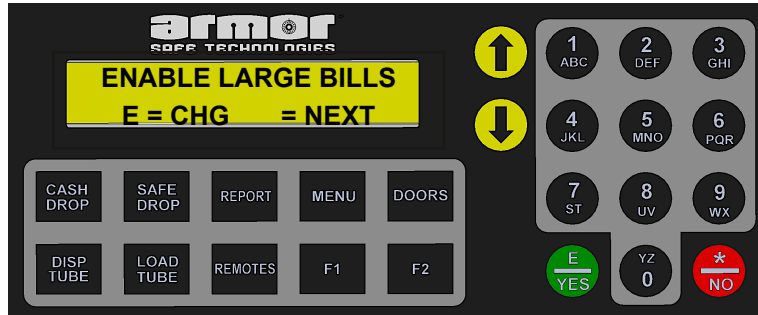 armor®
SAFE TECHNOLOGIES
ENABLE LARGE BILLS
E = CHG = NEXT
CASH DROP
SAFE DROP
REPORT
MENU
DOORS
DISP TUBE
LOAD TUBE
REMOTES
F1
F2
1
ABC
2
DEF
3
GHI
4
JKL
5
MNO
6
PQR
7
ST
8
UV
9
WX
E
YES
YZ
0
*
NO